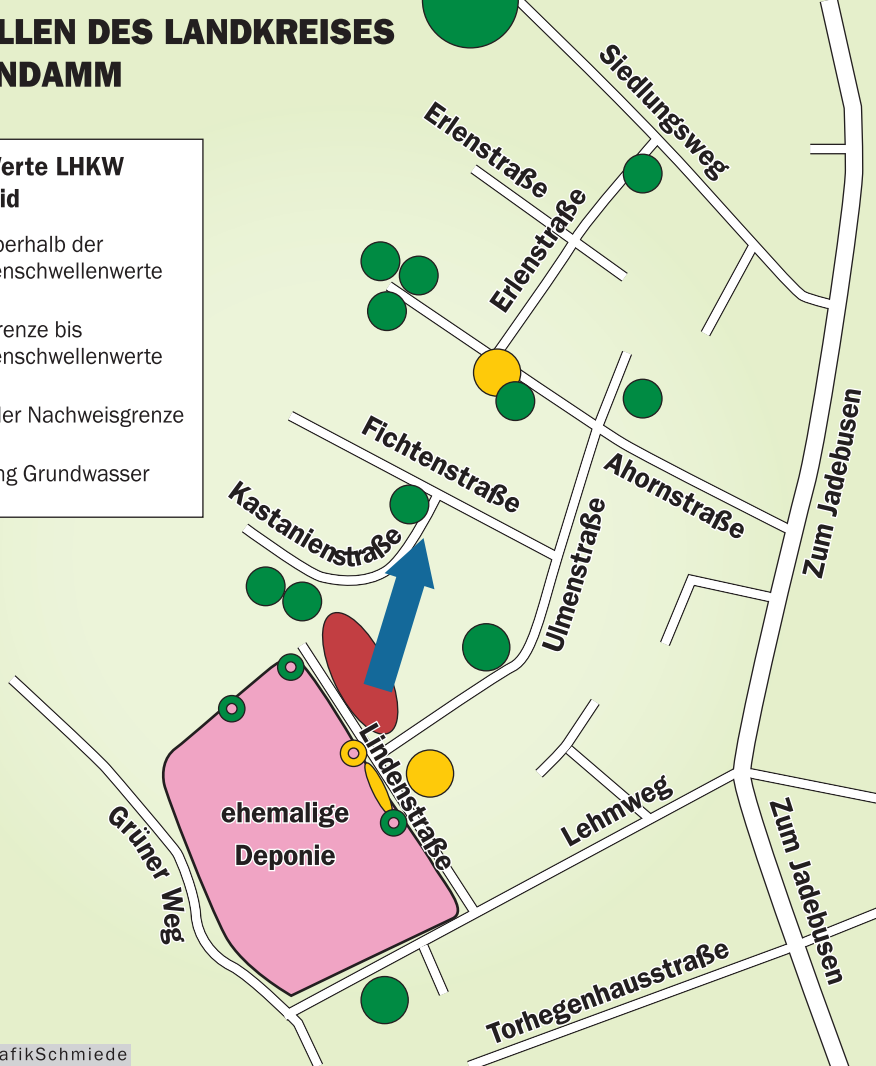 LLEN DES LANDKREISES
NDAMM
Werte LHKW
id
berhalb der
enschwellenwerte
renze bis
enschwellenwerte
der Nachweisgrenze
ng Grundwasser
Siedlungsweg
Erlenstraße
Erlenstraße
Zum Jadebusen
Fichtenstraße
Ahornstraße
Kastanienstraße
Ulmenstraße
Lindenstraße
ehemalige
Deponie
Grüner Weg
Lehmweg
Zum Jadebusen
Torhegenhausstraße
afikSchmiede